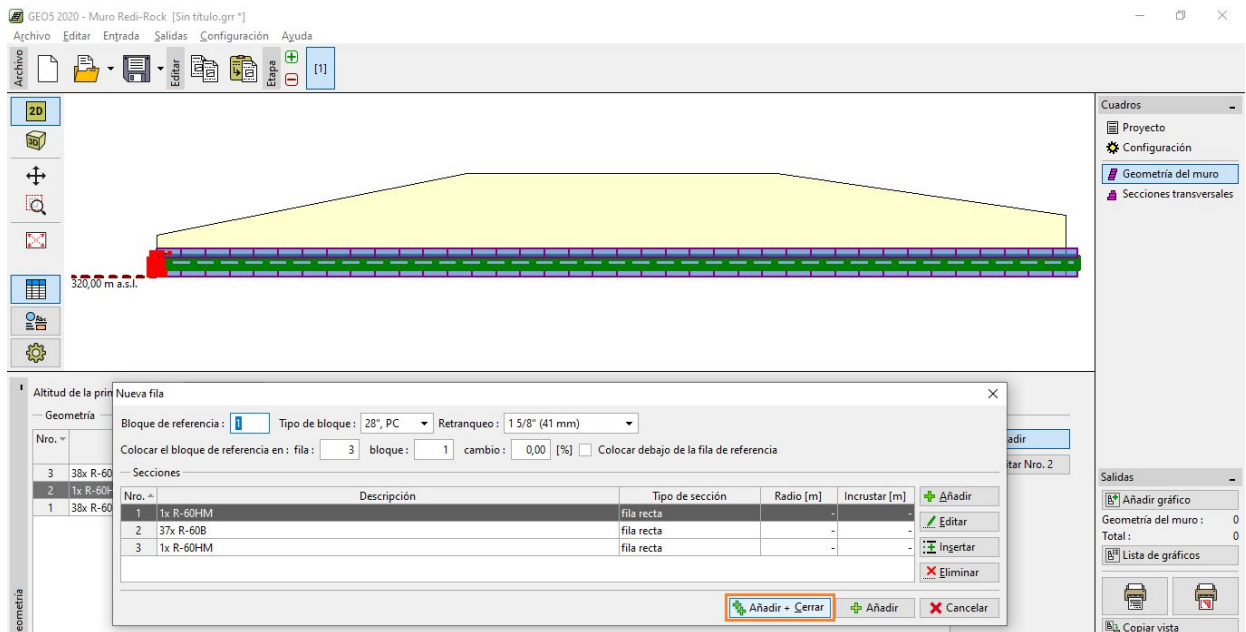 GEO5 2020 - Muro Redi-Rock [Sin título.grr *]
Archivo Editar Entrada Salidas Configuración Ayuda
Archivo
Editar
Etapa
[1]
2D
3D
320,00 m a.s.l.
Cuadros
Proyecto
Configuración
Geometría del muro
Secciones transversales
Altitud de la prin
Geometría
Nro.
3 38x R-60
2 1x R-60H
1 38x R-60
adir
tar Nro. 2
Nueva fila
Bloque de referencia : 1 Tipo de bloque : 28", PC Retranqueo : 1 5/8" (41 mm)
Colocar el bloque de referencia en : fila : 3 bloque : 1 cambio : 0,00 [%] Colocar debajo de la fila de referencia
Secciones
Nro. Descripción Tipo de sección Radio [m] Incrustar [m]
1 1x R-60HM fila recta - -
2 37x R-60B fila recta - -
3 1x R-60HM fila recta - -
Añadir
Editar
Insertar
Eliminar
Añadir + Cerrar Añadir Cancelar
Salidas
Añadir gráfico
Geometría del muro : 0
Total : 0
Lista de gráficos
Copiar vista
eometría